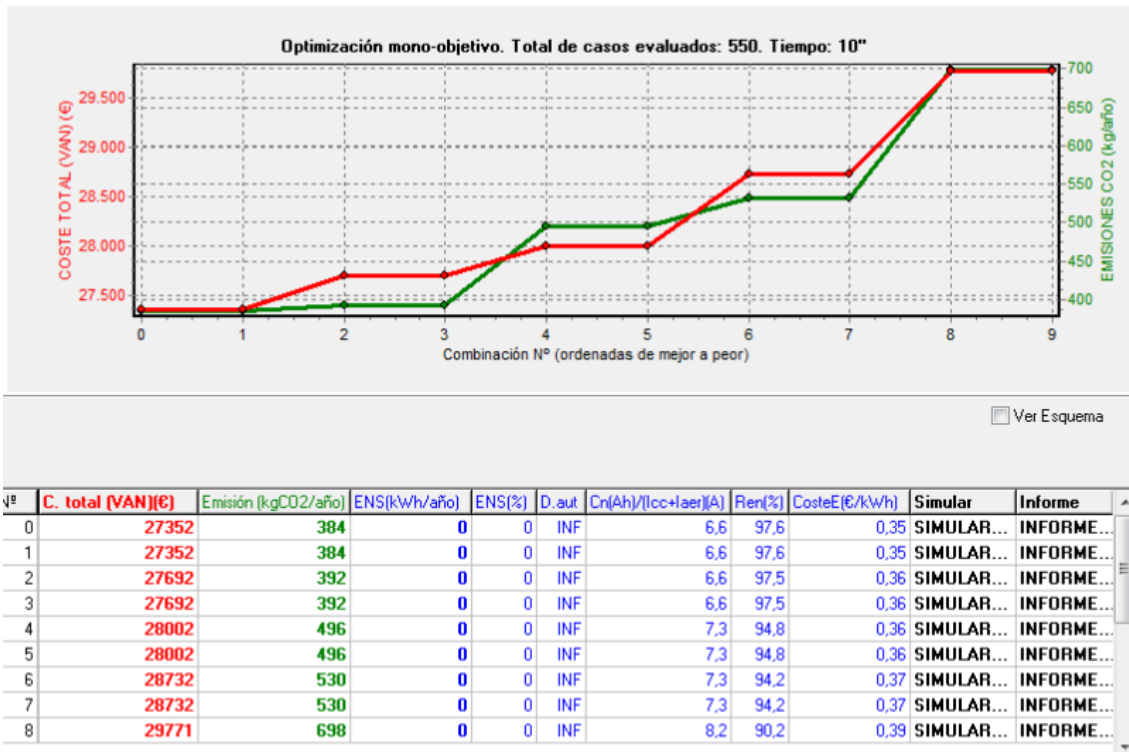 Optimización mono-objetivo. Total de casos evaluados: 550. Tiempo: 10"
COSTE TOTAL (VAN) (€)
29.500
29.000
28.500
28.000
27.500
700
650
600
550
500
450
400
EMISIONES CO2 (kg/año)
0 1 2 3 4 5 6 7 8 9
Combinación Nº (ordenadas de mejor a peor)
Ver Esquema
Nº C. total (VAN)(€) Emisión (kgCO2/año) ENS(kWh/año) ENS(%) D.aut Cn(Ah)/(Icc+Iaer)(A) Ren(%) CosteE(€/kWh) Simular Informe
0 27352 384 0 0 INF 6,6 97,6 0,35 SIMULAR... INFORME...
1 27352 384 0 0 INF 6,6 97,6 0,35 SIMULAR... INFORME...
2 27692 392 0 0 INF 6,6 97,5 0,36 SIMULAR... INFORME...
3 27692 392 0 0 INF 6,6 97,5 0,36 SIMULAR... INFORME...
4 28002 496 0 0 INF 7,3 94,8 0,36 SIMULAR... INFORME...
5 28002 496 0 0 INF 7,3 94,8 0,36 SIMULAR... INFORME...
6 28732 530 0 0 INF 7,3 94,2 0,37 SIMULAR... INFORME...
7 28732 530 0 0 INF 7,3 94,2 0,37 SIMULAR... INFORME...
8 29771 698 0 0 INF 8,2 90,2 0,39 SIMULAR... INFORME...